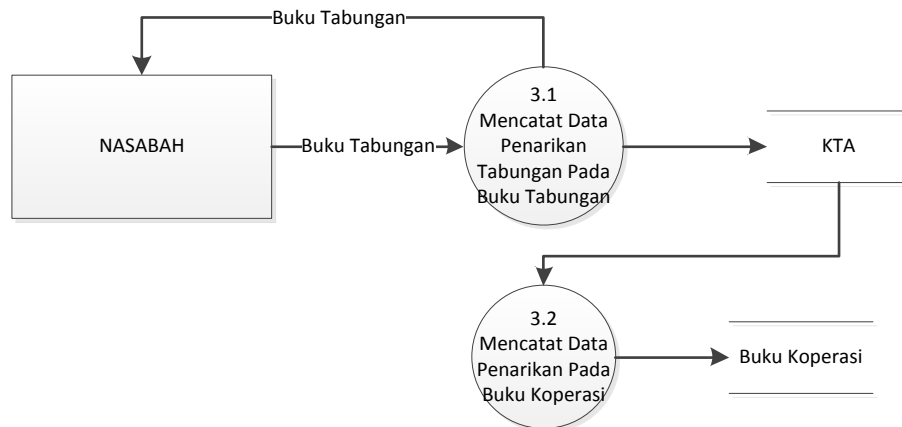 Buku Tabungan
NASABAH
Buku Tabungan
3.1
Mencatat Data
Penarikan
Tabungan Pada
Buku Tabungan
KTA
3.2
Mencatat Data
Penarikan Pada
Buku Koperasi
Buku Koperasi